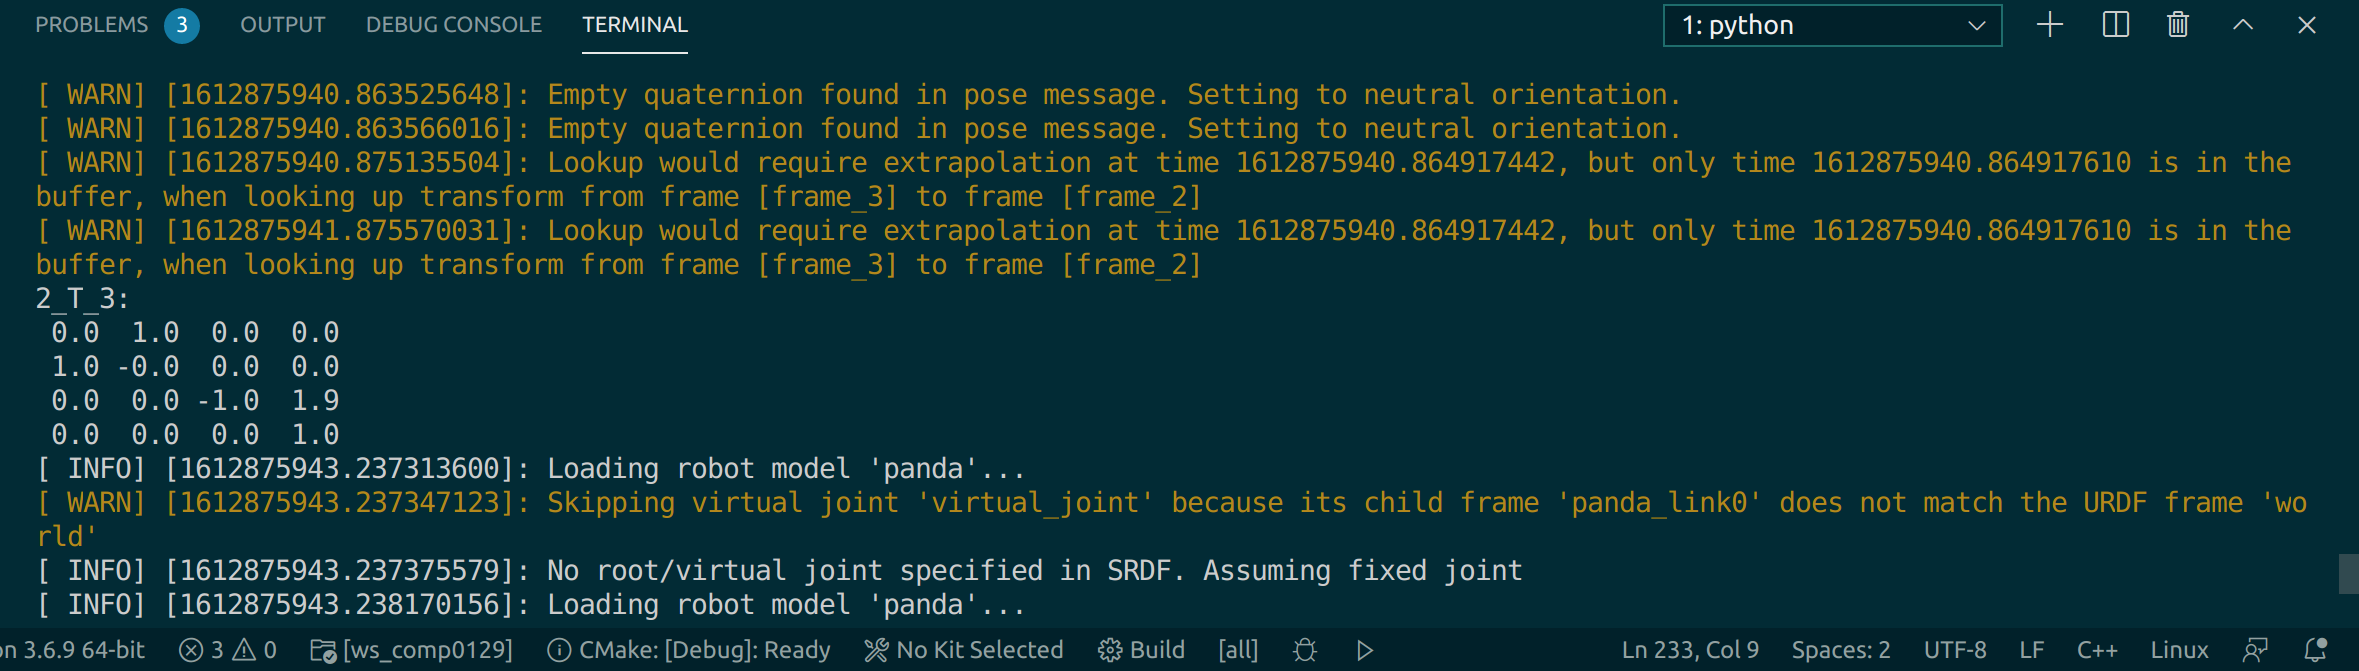 PROBLEMS 3 OUTPUT DEBUG CONSOLE TERMINAL 1: python
[ WARN] [1612875940.863525648]: Empty quaternion found in pose message. Setting to neutral orientation.
[ WARN] [1612875940.863566016]: Empty quaternion found in pose message. Setting to neutral orientation.
[ WARN] [1612875940.875135504]: Lookup would require extrapolation at time 1612875940.864917442, but only time 1612875940.864917610 is in the
buffer, when looking up transform from frame [frame_3] to frame [frame_2]
[ WARN] [1612875941.875570031]: Lookup would require extrapolation at time 1612875940.864917442, but only time 1612875940.864917610 is in the
buffer, when looking up transform from frame [frame_3] to frame [frame_2]
2_T_3:
 0.0  1.0  0.0  0.0
 1.0 -0.0  0.0  0.0
 0.0  0.0 -1.0  1.9
 0.0  0.0  0.0  1.0
[ INFO] [1612875943.237313600]: Loading robot model 'panda'...
[ WARN] [1612875943.237347123]: Skipping virtual joint 'virtual_joint' because its child frame 'panda_link0' does not match the URDF frame 'wo
rld'
[ INFO] [1612875943.237375579]: No root/virtual joint specified in SRDF. Assuming fixed joint
[ INFO] [1612875943.238170156]: Loading robot model 'panda'...
on 3.6.9 64-bit 3 0 [ws_comp0129] CMake: [Debug]: Ready No Kit Selected Build [all] Ln 233, Col 9 Spaces: 2 UTF-8 LF C++ Linux